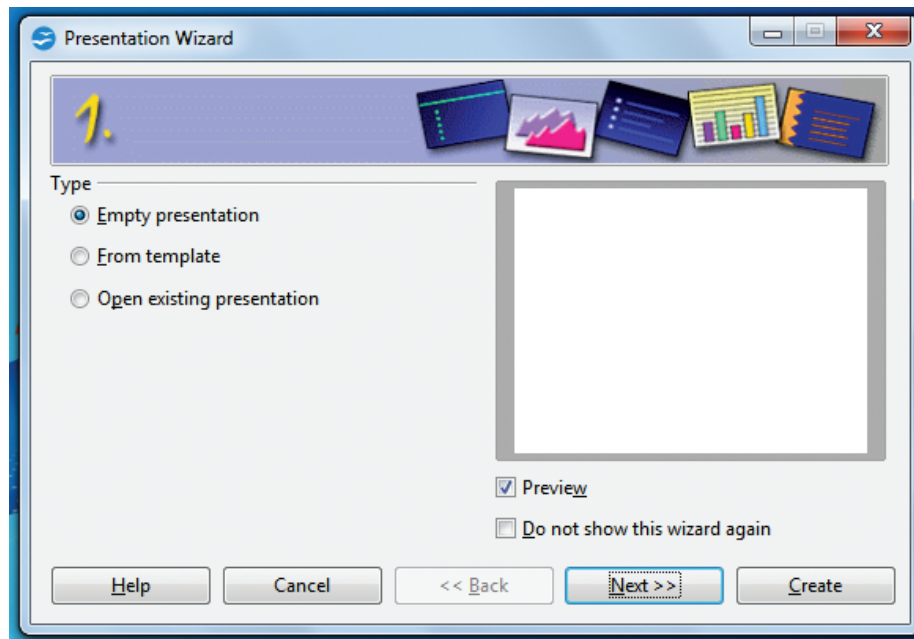 Presentation Wizard
1.
Type
Empty presentation
From template
Open existing presentation
Preview
Do not show this wizard again
Help
Cancel
<< Back
Next >>
Create